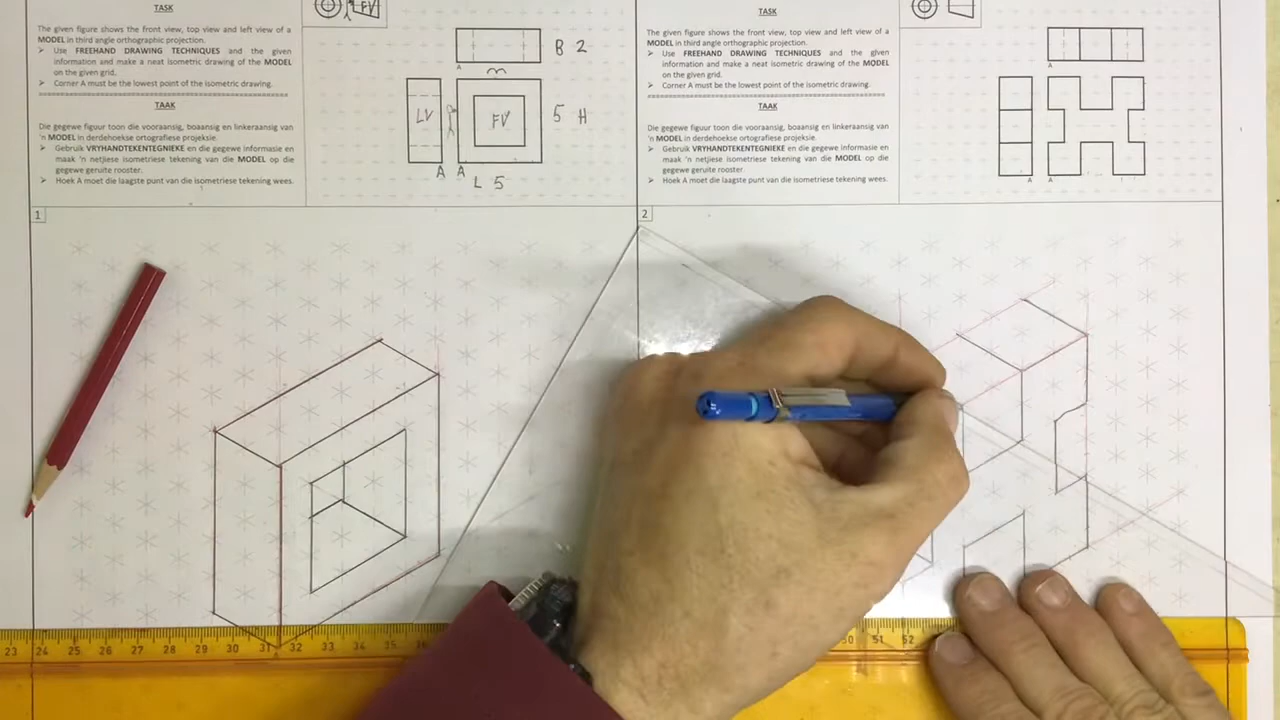 TASK
The given figure shows the front view, top view and left view of a
MODEL in third angle orthographic projection.
➢ Use FREEHAND DRAWING TECHNIQUES and the given
information and make a neat isometric drawing of the MODEL
on the given grid.
➢ Corner A must be the lowest point of the isometric drawing.
TAAK
Die gegewe figuur toon die vooraansig, boaansig en linkeraansig van
'n MODEL in derdehoekse ortografiese projeksie.
➢ Gebruik VRYHANDTEKENTEGNIEKE en die gegewe informasie en
maak 'n netjiese isometriese tekening van die MODEL op die
gegewe geruite rooster.
➢ Hoek A moet die laagste punt van die isometriese tekening wees.
FV
B 2
A
LV
FV
5 H
A A
L 5
TASK
The given figure shows the front view, top view and left view of a
MODEL in third angle orthographic projection.
➢ Use FREEHAND DRAWING TECHNIQUES and the given
information and make a neat isometric drawing of the MODEL
on the given grid.
➢ Corner A must be the lowest point of the isometric drawing.
TAAK
Die gegewe figuur toon die vooraansig, boaansig en linkeraansig van
'n MODEL in derdehoekse ortografiese projeksie.
➢ Gebruik VRYHANDTEKENTEGNIEKE en die gegewe informasie en
maak 'n netjiese isometriese tekening van die MODEL op die
gegewe geruite rooster.
➢ Hoek A moet die laagste punt van die isometriese tekening wees.
A
A A
1
2
23 24 25 26 27 28 29 30 31 32 33 34 35 36
50 51 52